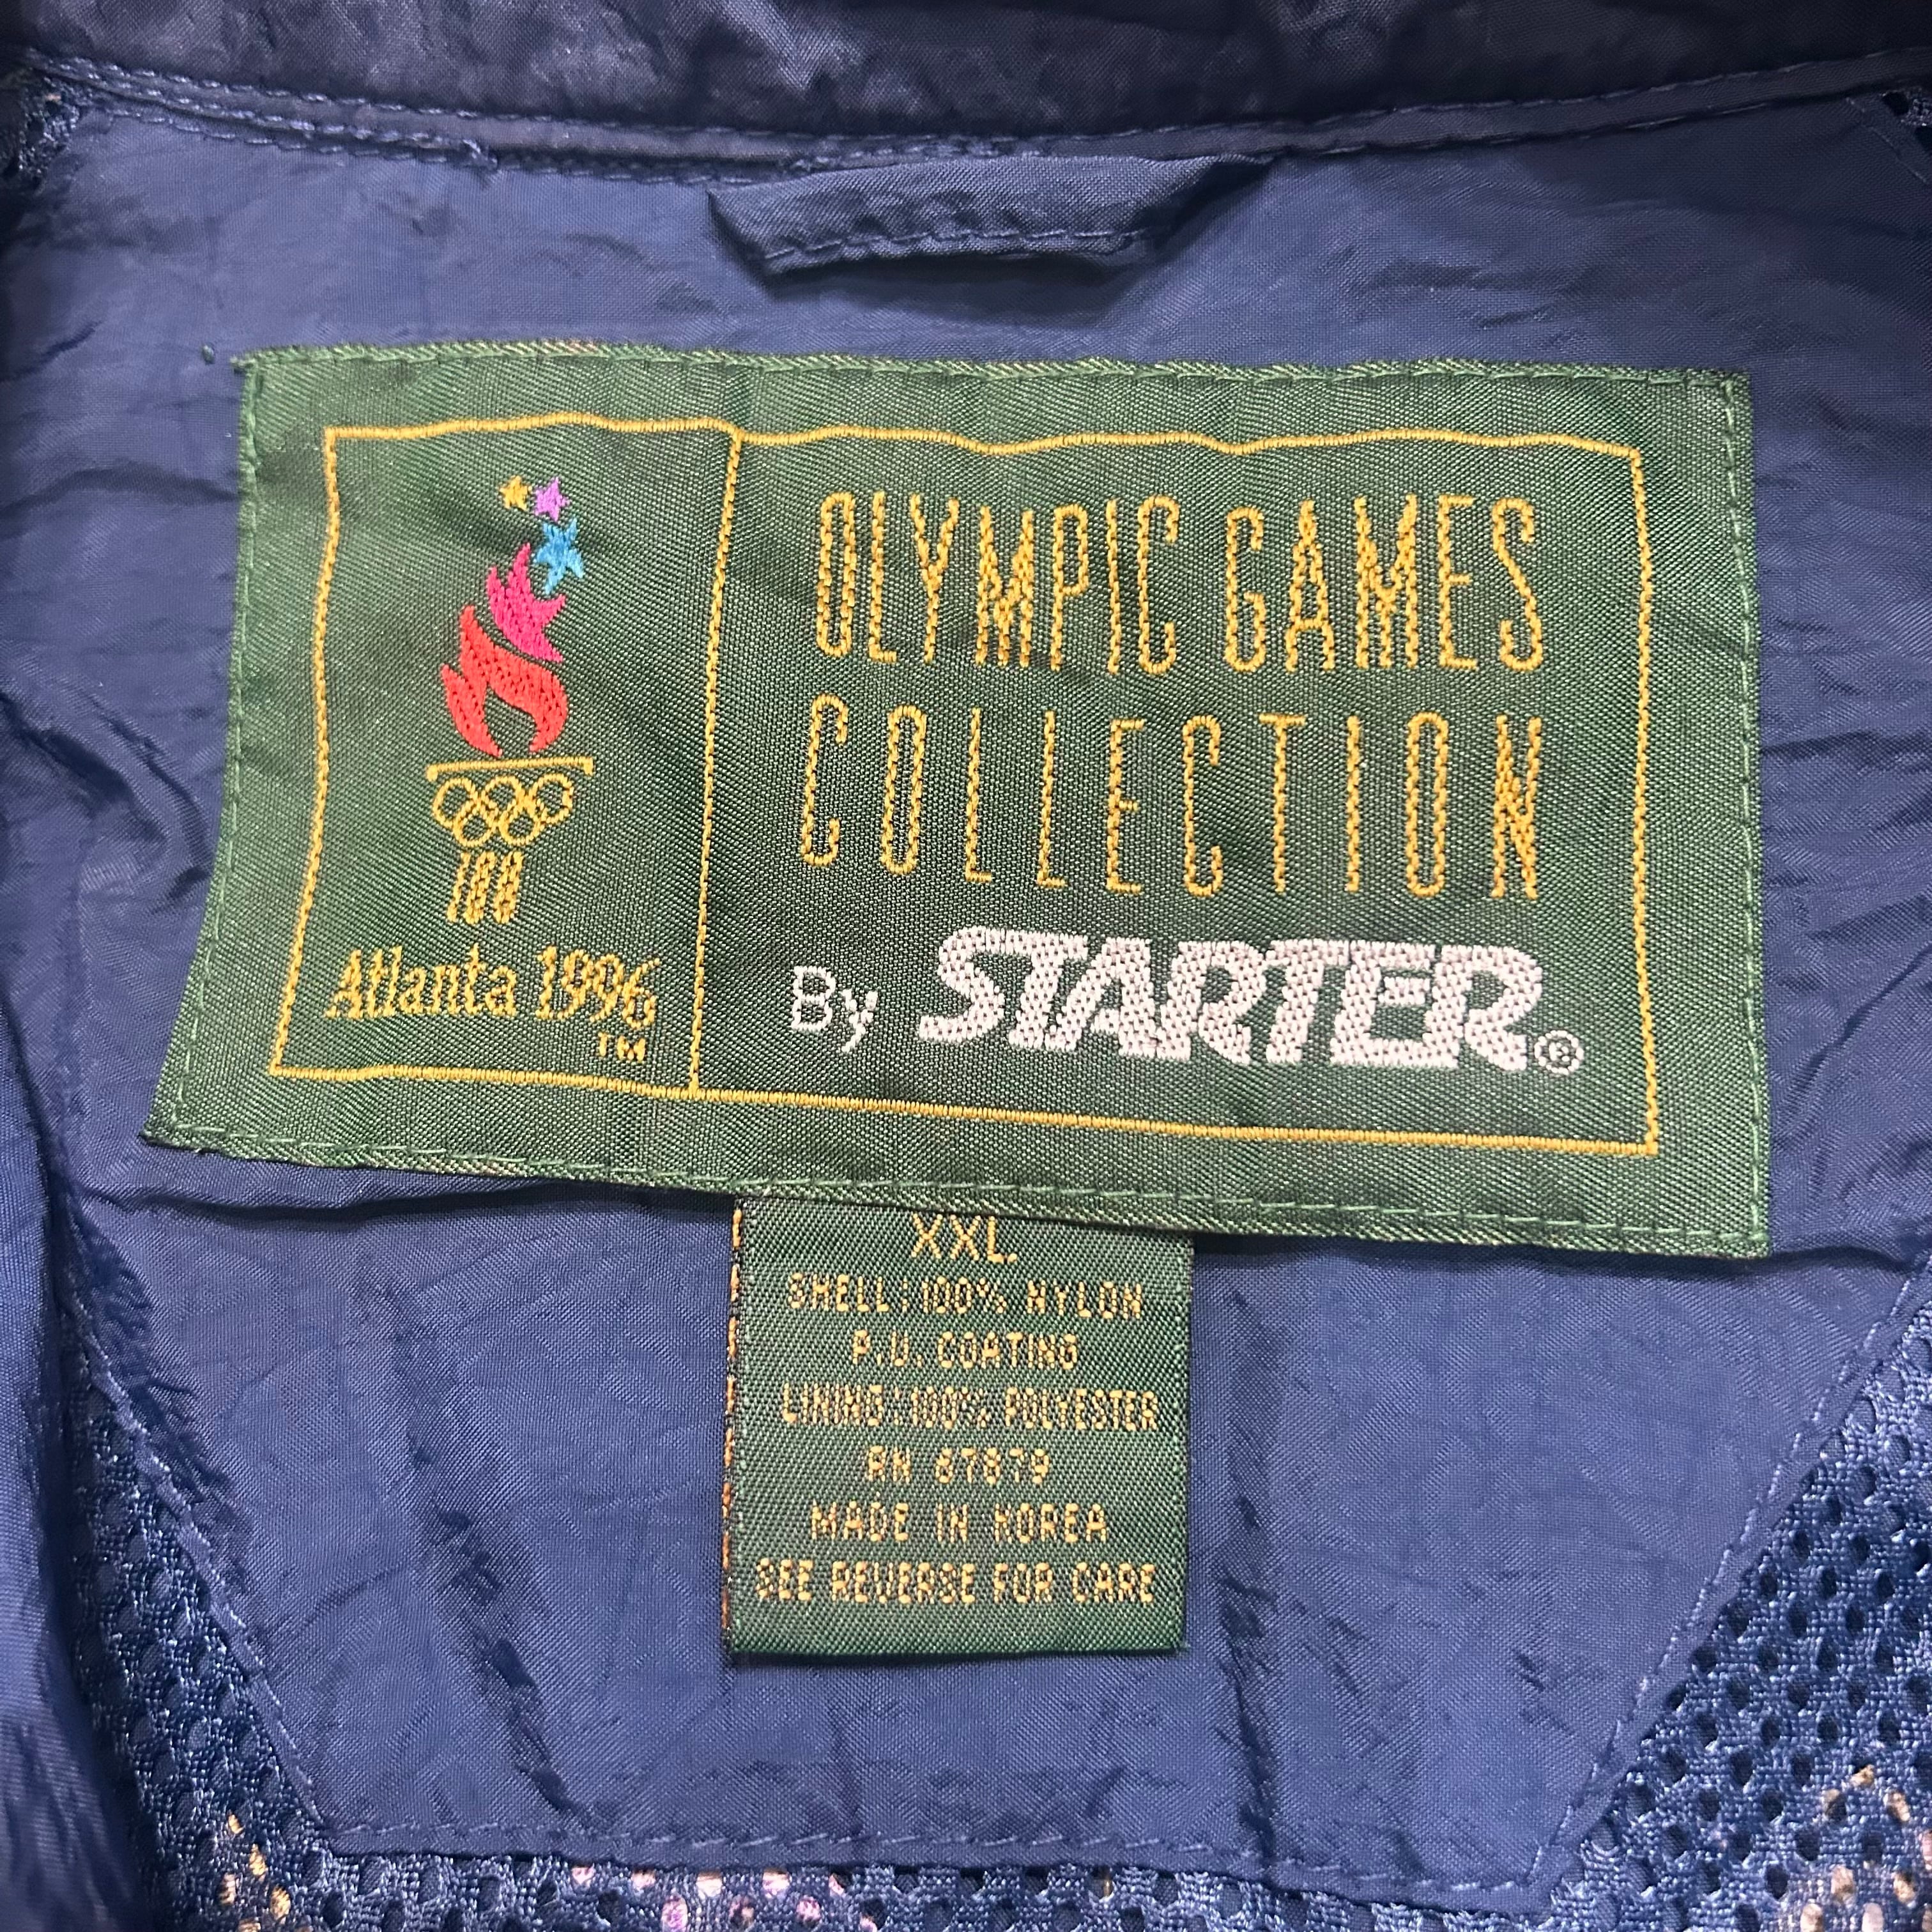 100
Atlanta 1996
TM
OLYMPIC GAMES
COLLECTION
By STARTER®
XXL
SHELL: 100% NYLON
P.U. COATING
LINING: 100% POLYESTER
RN 67879
MADE IN KOREA
SEE REVERSE FOR CARE